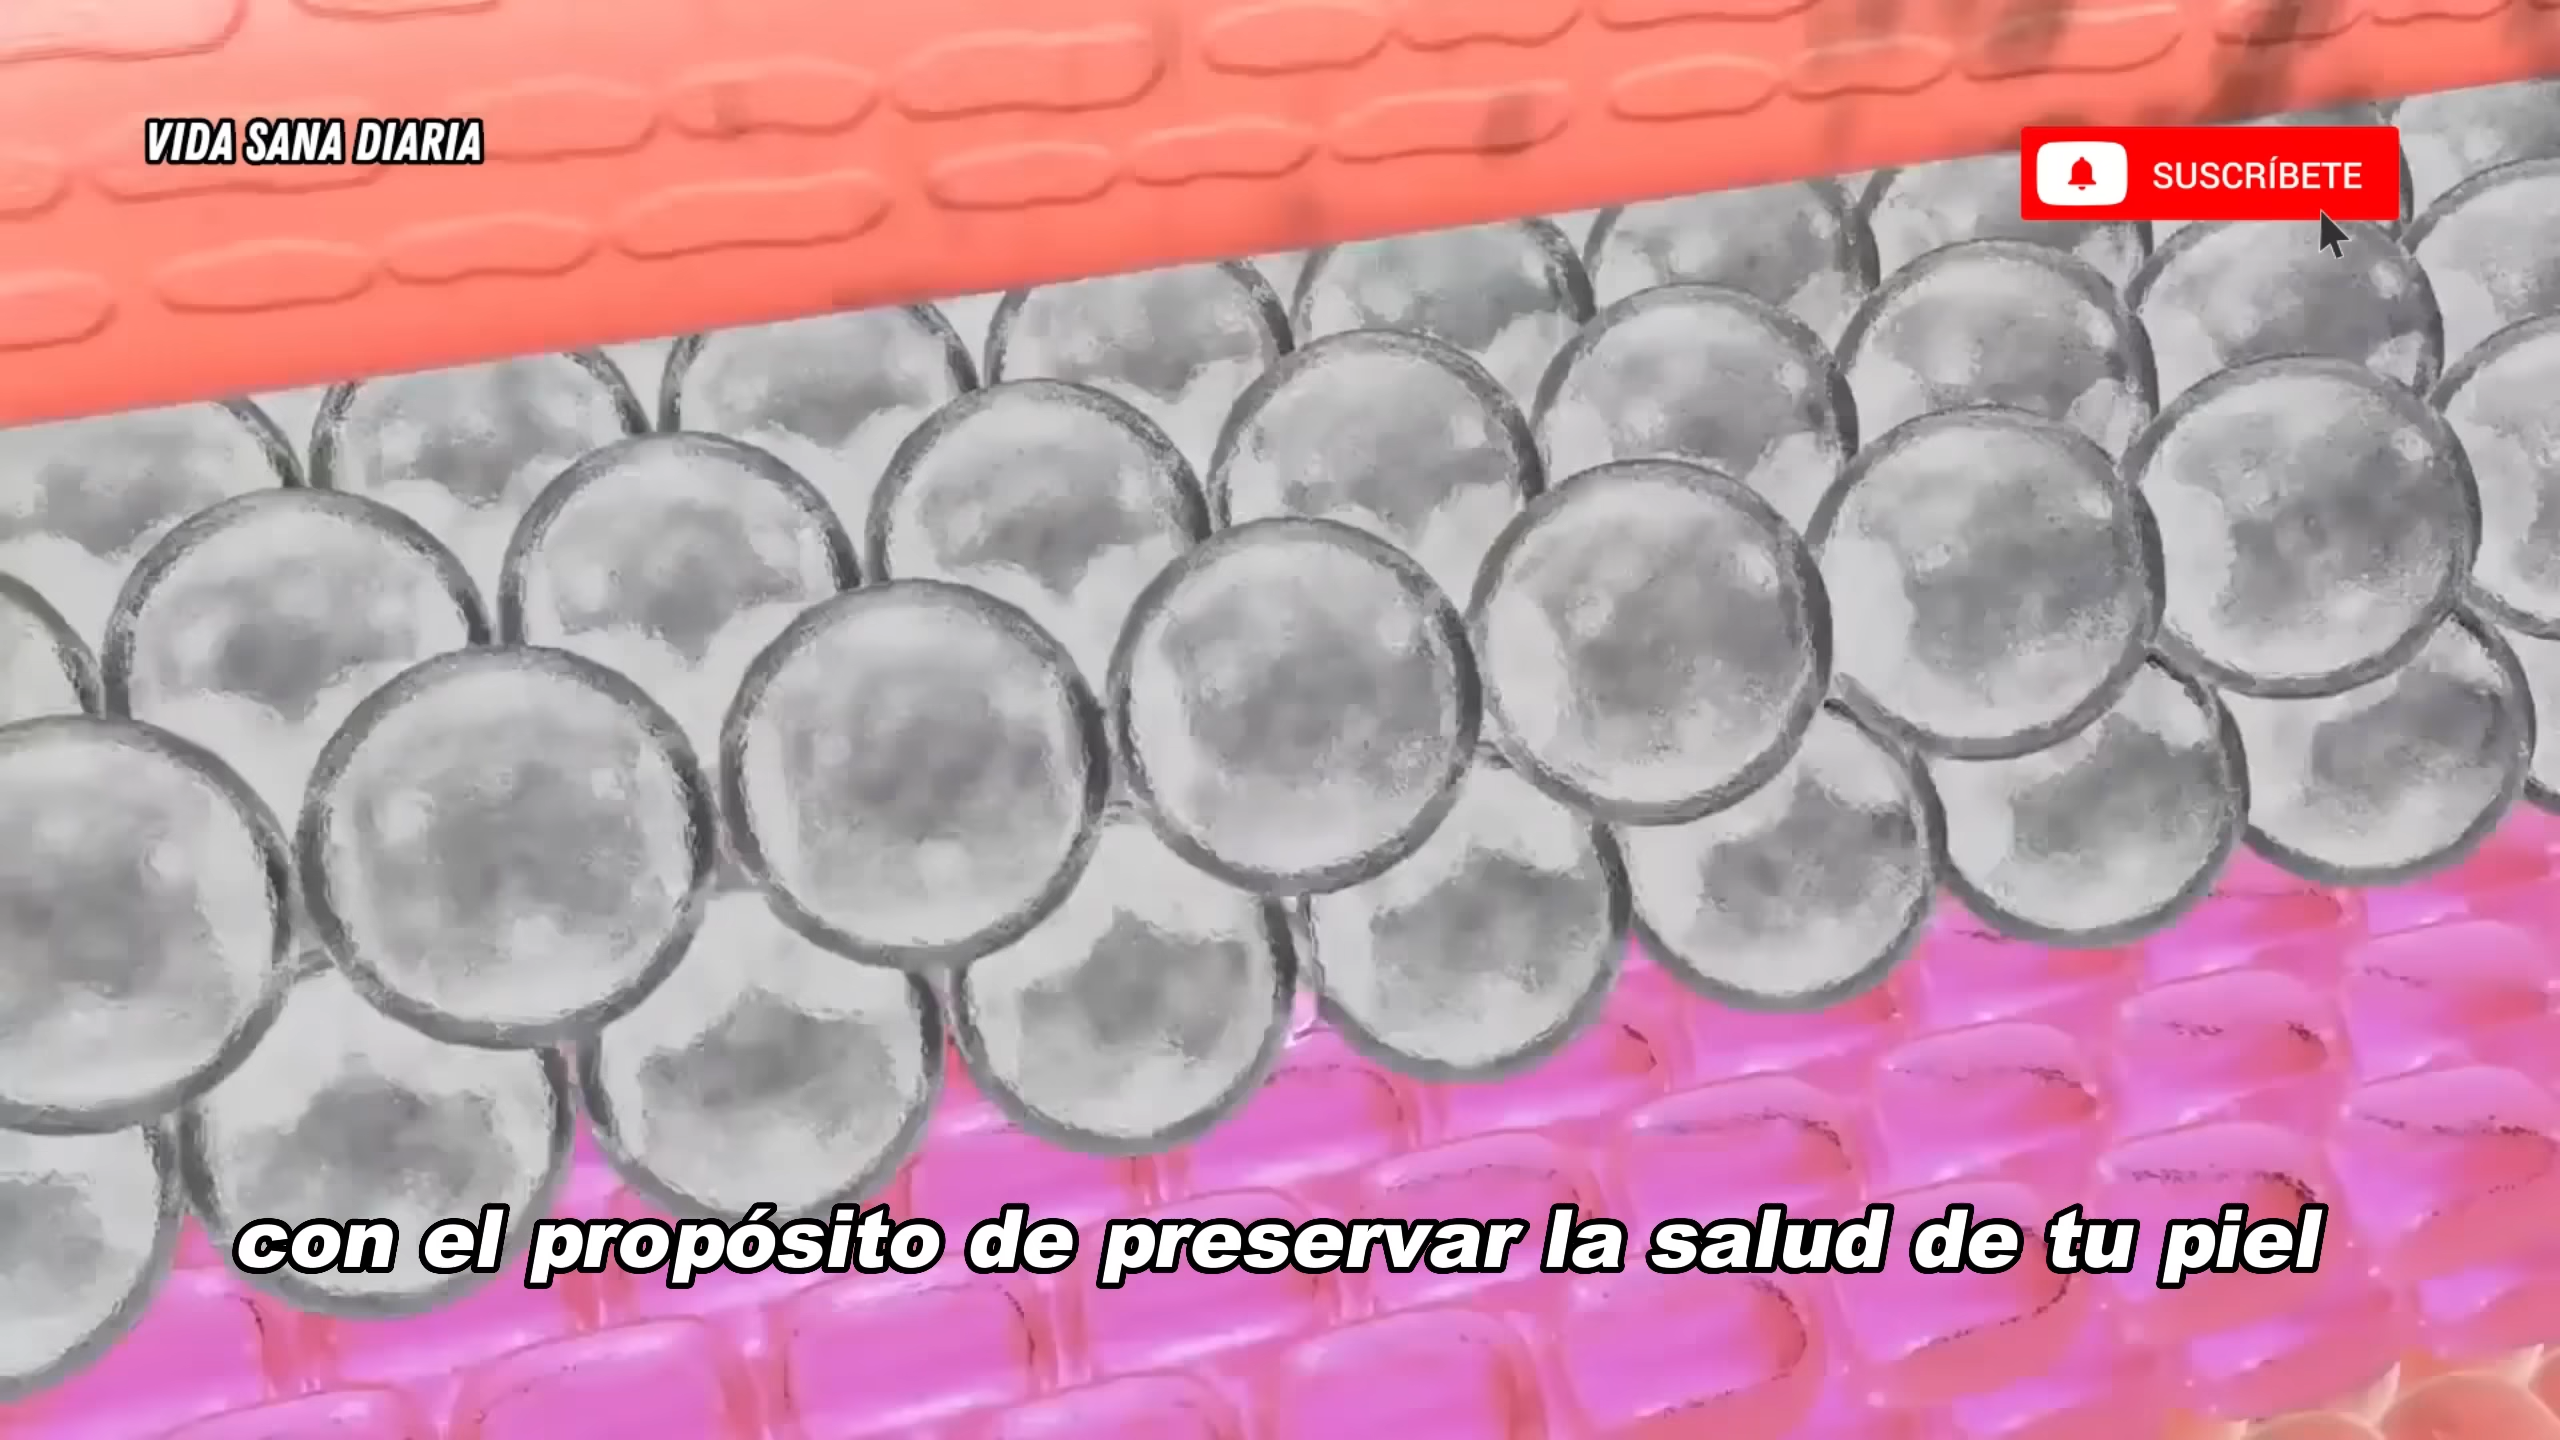 VIDA SANA DIARIA
SUSCRÍBETE
con el propósito de preservar la salud de tu piel